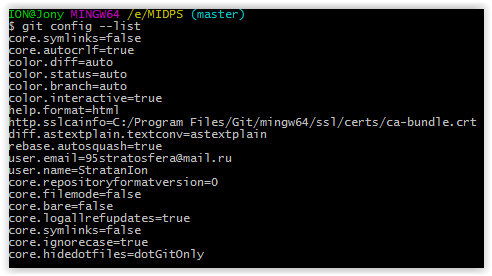 ION@Jony MINGW64 /e/MIDPS (master)
$ git config --list
core.symlinks=false
core.autocrlf=true
color.diff=auto
color.status=auto
color.branch=auto
color.interactive=true
help.format=html
http.sslcainfo=C:/Program Files/Git/mingw64/ssl/certs/ca-bundle.crt
diff.astextplain.textconv=astextplain
rebase.autosquash=true
user.email=95stratosfera@mail.ru
user.name=StratanIon
core.repositoryformatversion=0
core.filemode=false
core.bare=false
core.logallrefupdates=true
core.symlinks=false
core.ignorecase=true
core.hidedotfiles=dotGitOnly